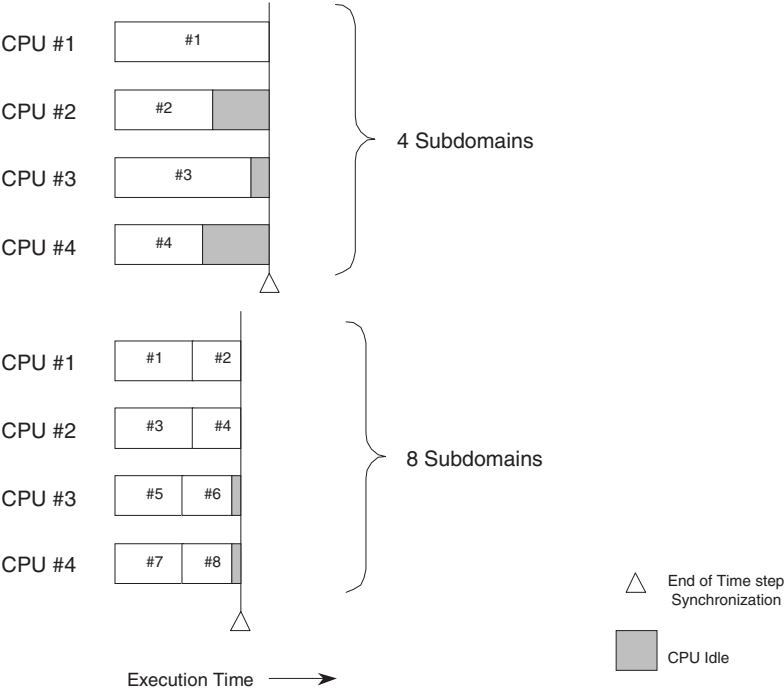 CPU #1
#1
CPU #2
#2
CPU #3
#3
CPU #4
#4
4 Subdomains
CPU #1
#1 #2
CPU #2
#3 #4
CPU #3
#5 #6
CPU #4
#7 #8
8 Subdomains
End of Time step
Synchronization
CPU Idle
Execution Time